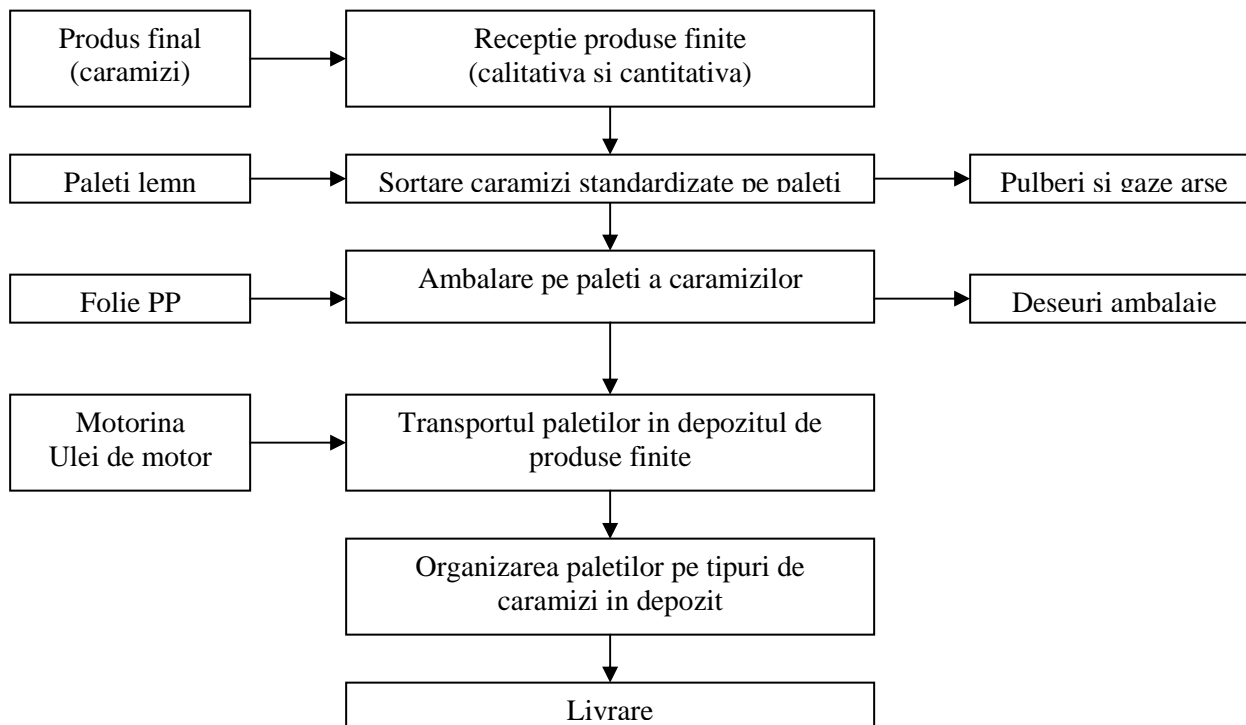 Produs final
(caramizi)
Receptie produse finite
(calitativa si cantitativa)
Paleti lemn
Sortare caramizi standardizate pe paleti
Pulberi si gaze arse
Folie PP
Ambalare pe paleti a caramizilor
Deseuri ambalaje
Motorina
Ulei de motor
Transportul paletilor in depozitul de
produse finite
Organizarea paletilor pe tipuri de
caramizi in depozit
Livrare